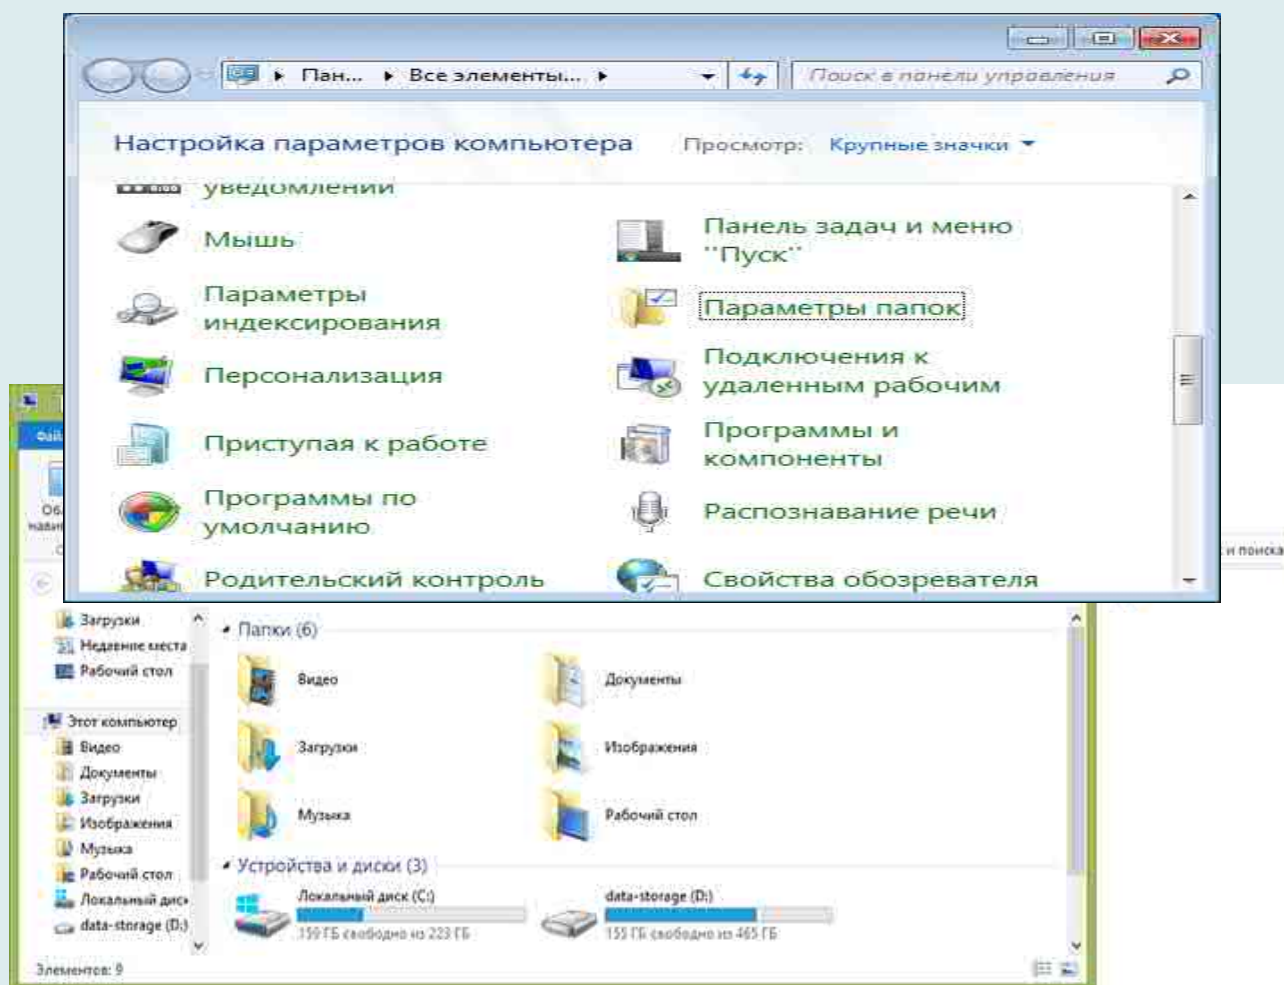 Пан... Все элементы...
Поиск в панели управления
Настройка параметров компьютера
Просмотр: Крупные значки
уведомлений
Мышь
Панель задач и меню
"Пуск"
Параметры
индексирования
Параметры папок
Персонализация
Подключения к
удаленным рабочим
Приступая к работе
Программы и
компоненты
Программы по
умолчанию
Распознавание речи
Родительский контроль
Свойства обозревателя
и поиска
Загрузки
Недавние места
Рабочий стол
Этот компьютер
Видео
Документы
Загрузки
Изображения
Музыка
Рабочий стол
Локальный диск
data-storage (D:)
Папки (6)
Видео
Документы
Загрузки
Изображения
Музыка
Рабочий стол
Устройства и диски (3)
Локальный диск (C:)
159 ГБ свободно из 223 ГБ
data-storage (D:)
155 ГБ свободно из 465 ГБ
Элементов: 9